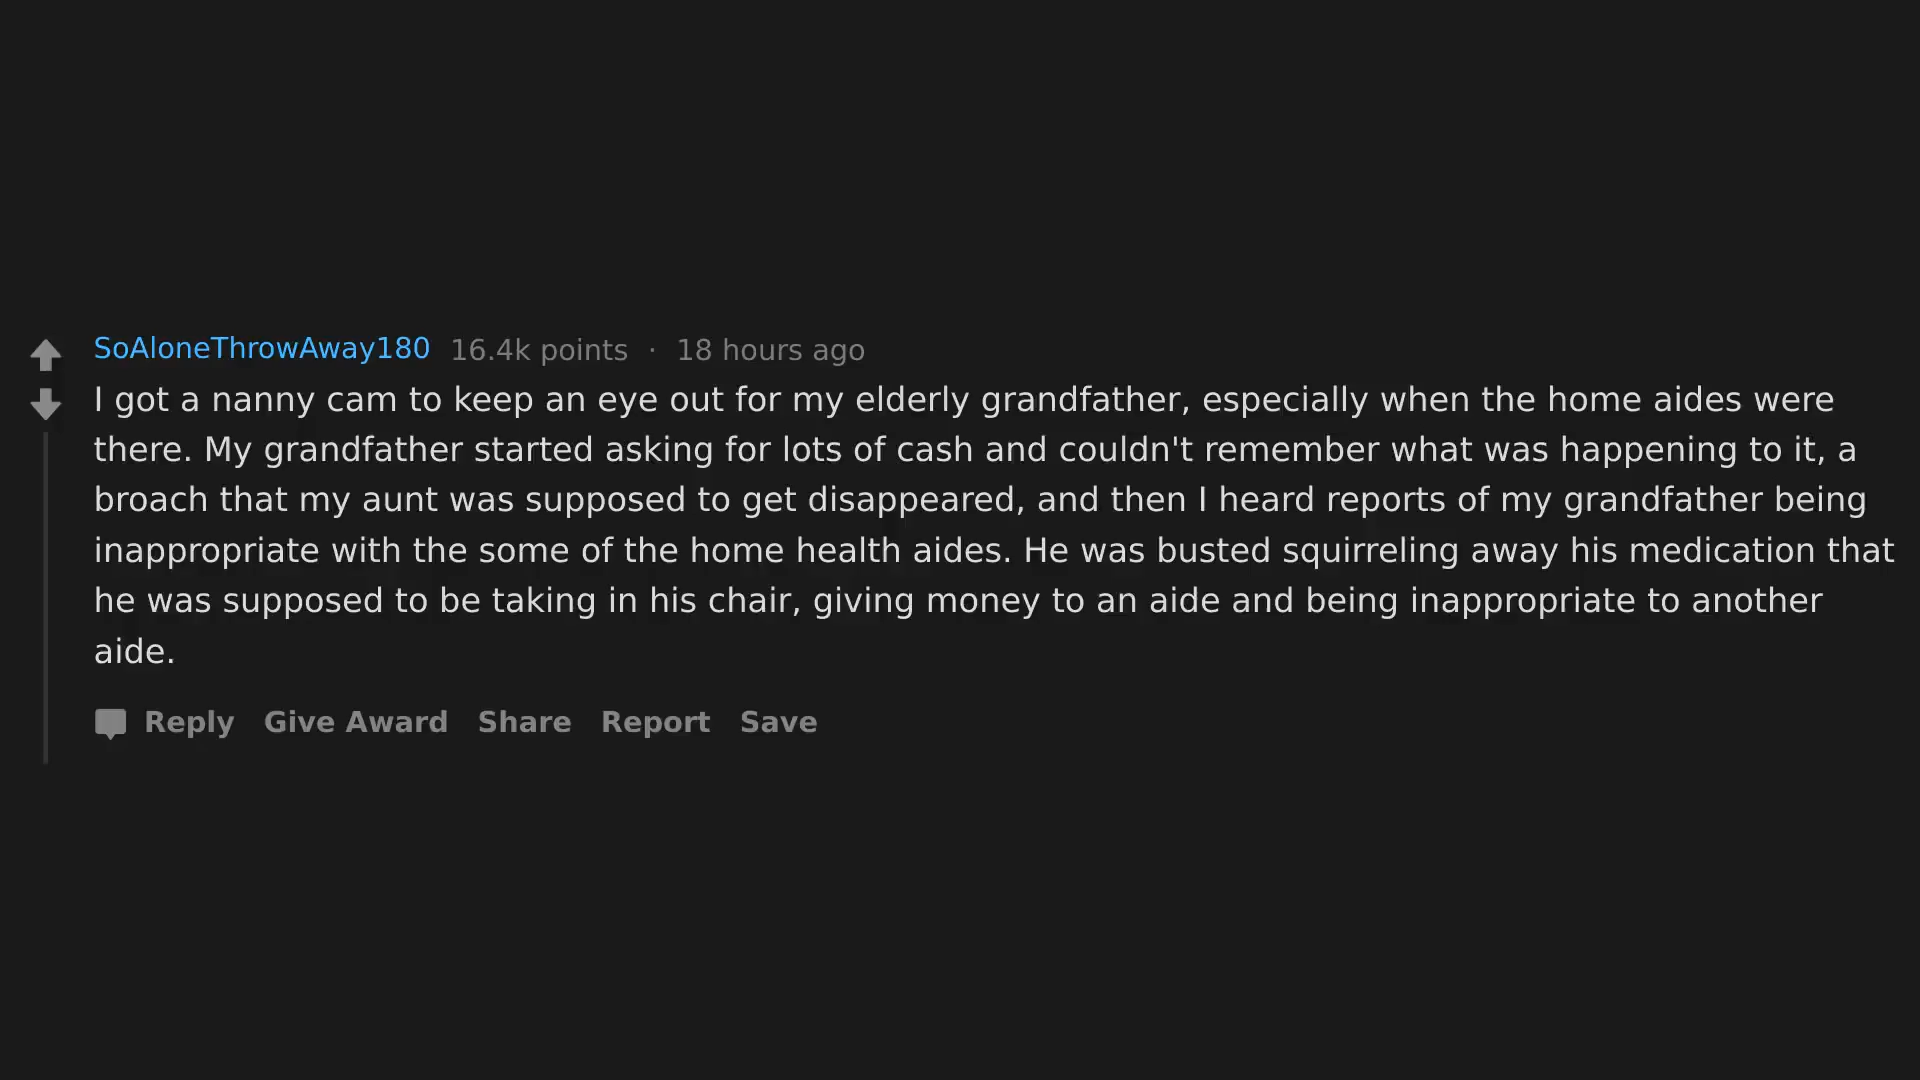 SoAloneThrowAway180 16.4k points · 18 hours ago
I got a nanny cam to keep an eye out for my elderly grandfather, especially when the home aides were
there. My grandfather started asking for lots of cash and couldn't remember what was happening to it, a
broach that my aunt was supposed to get disappeared, and then I heard reports of my grandfather being
inappropriate with the some of the home health aides. He was busted squirreling away his medication that
he was supposed to be taking in his chair, giving money to an aide and being inappropriate to another
aide.
Reply Give Award Share Report Save